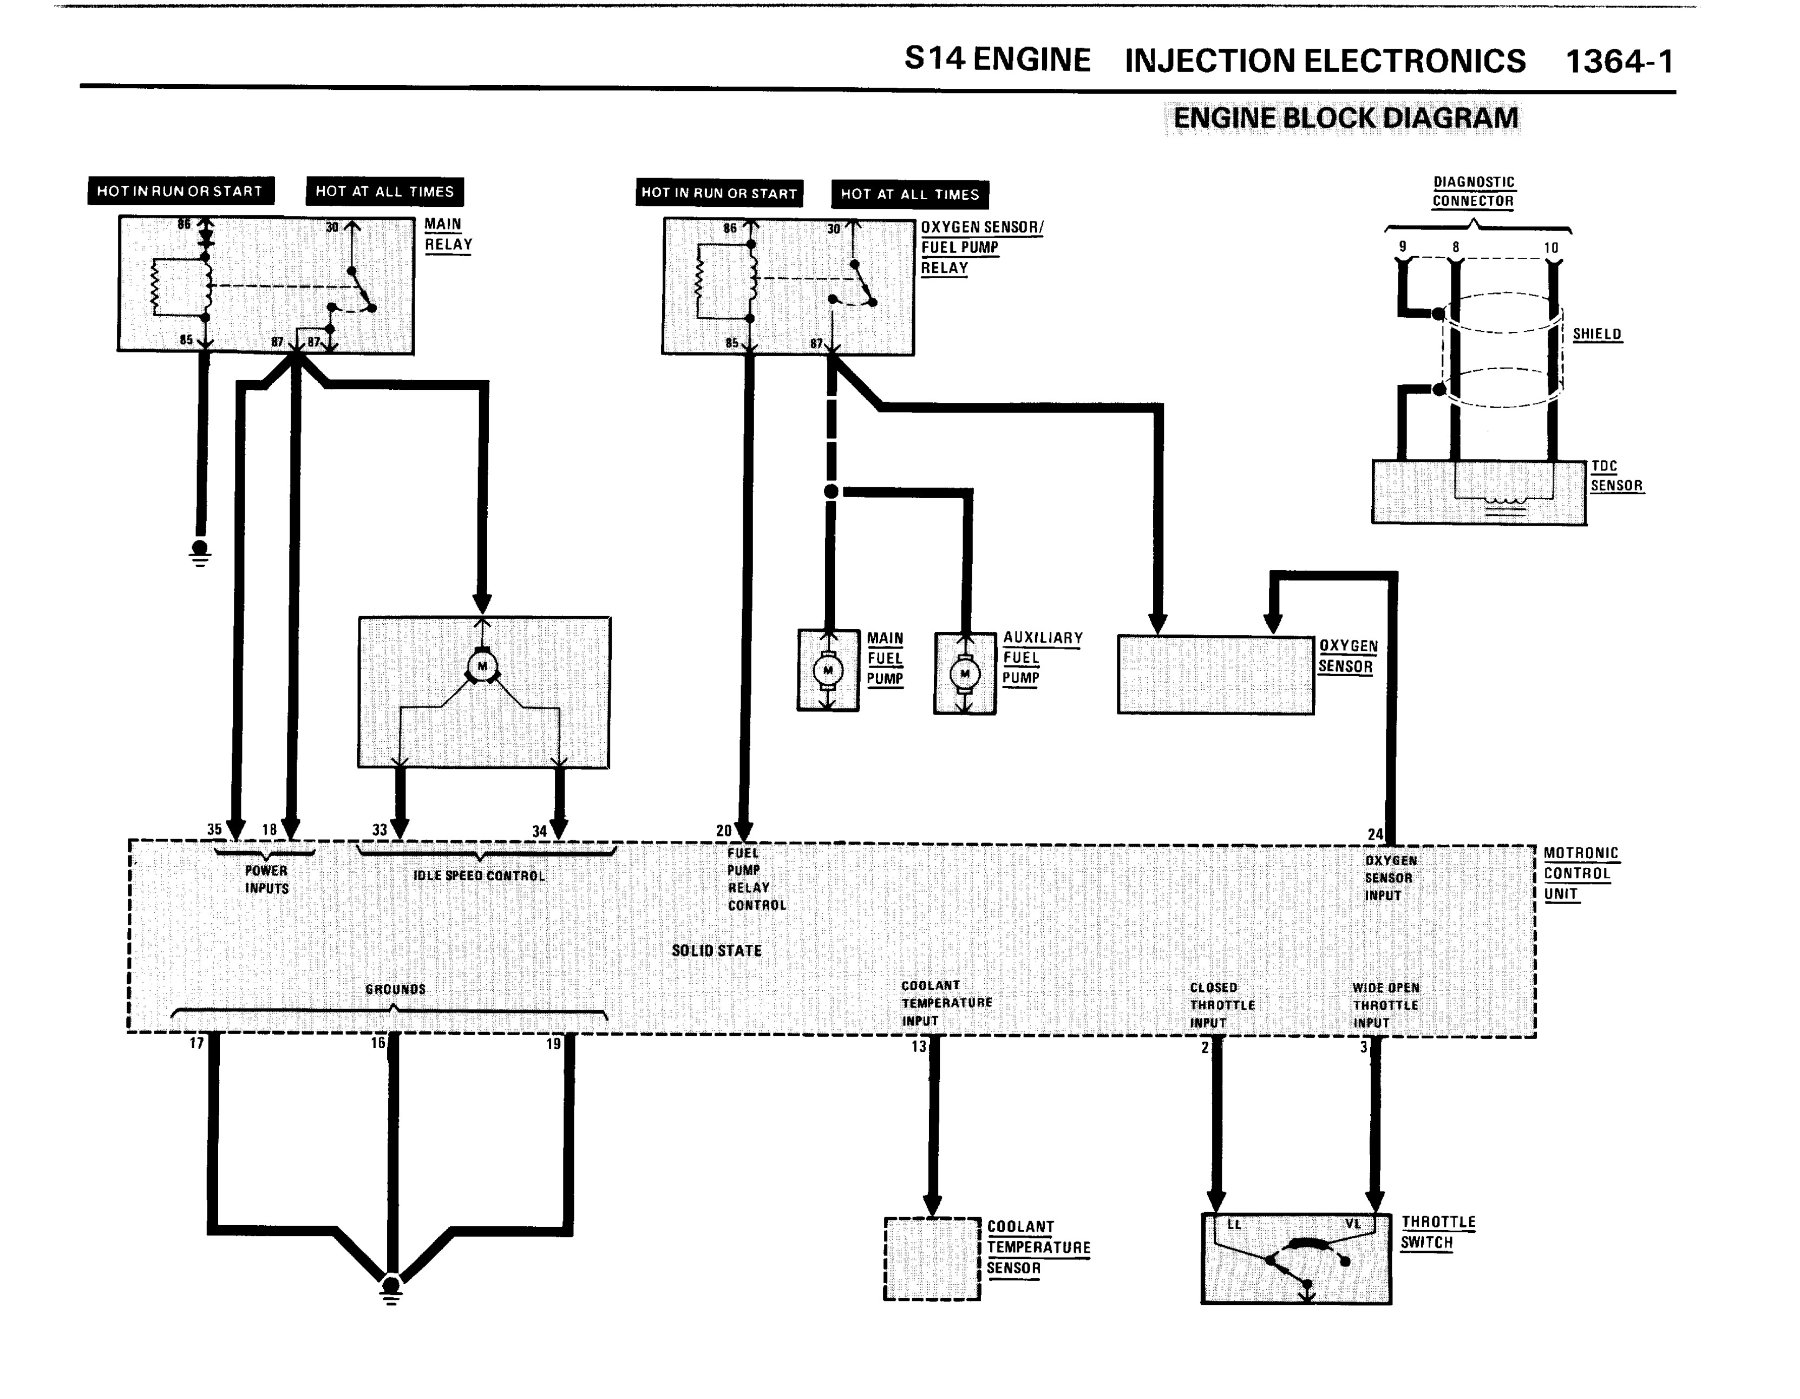 S14 ENGINE INJECTION ELECTRONICS 1364-1
ENGINE BLOCK DIAGRAM
HOT IN RUN OR START
HOT AT ALL TIMES
86
30
MAIN
RELAY
85
87
87
HOT IN RUN OR START
HOT AT ALL TIMES
86
30
OXYGEN SENSOR/
FUEL PUMP
RELAY
85
87
DIAGNOSTIC
CONNECTOR
9
8
10
SHIELD
TDC
SENSOR
M
M
MAIN
FUEL
PUMP
M
AUXILIARY
FUEL
PUMP
OXYGEN
SENSOR
35
18
33
34
20
24
POWER
INPUTS
IDLE SPEED CONTROL
FUEL
PUMP
RELAY
CONTROL
OXYGEN
SENSOR
INPUT
MOTRONIC
CONTROL
UNIT
SOLID STATE
GROUNDS
COOLANT
TEMPERATURE
INPUT
CLOSED
THROTTLE
INPUT
WIDE OPEN
THROTTLE
INPUT
17
16
19
13
2
3
COOLANT
TEMPERATURE
SENSOR
LL
VL
THROTTLE
SWITCH